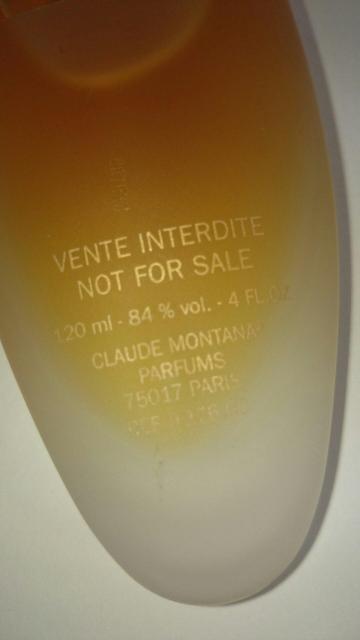 VENTE INTERDITE
NOT FOR SALE
120 ml - 84 % vol. - 4 FL.OZ
CLAUDE MONTANA
PARFUMS
75017 PARIS